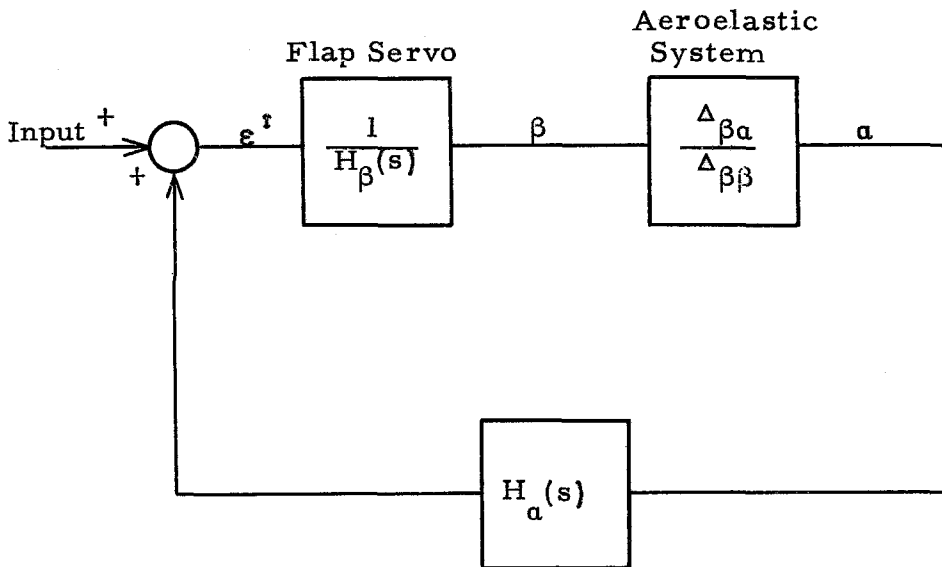 Aeroelastic
System
Flap Servo
Input
+
+
ε'
1
H_β(s)
β
Δ_βα
Δ_ββ
α
H_α(s)